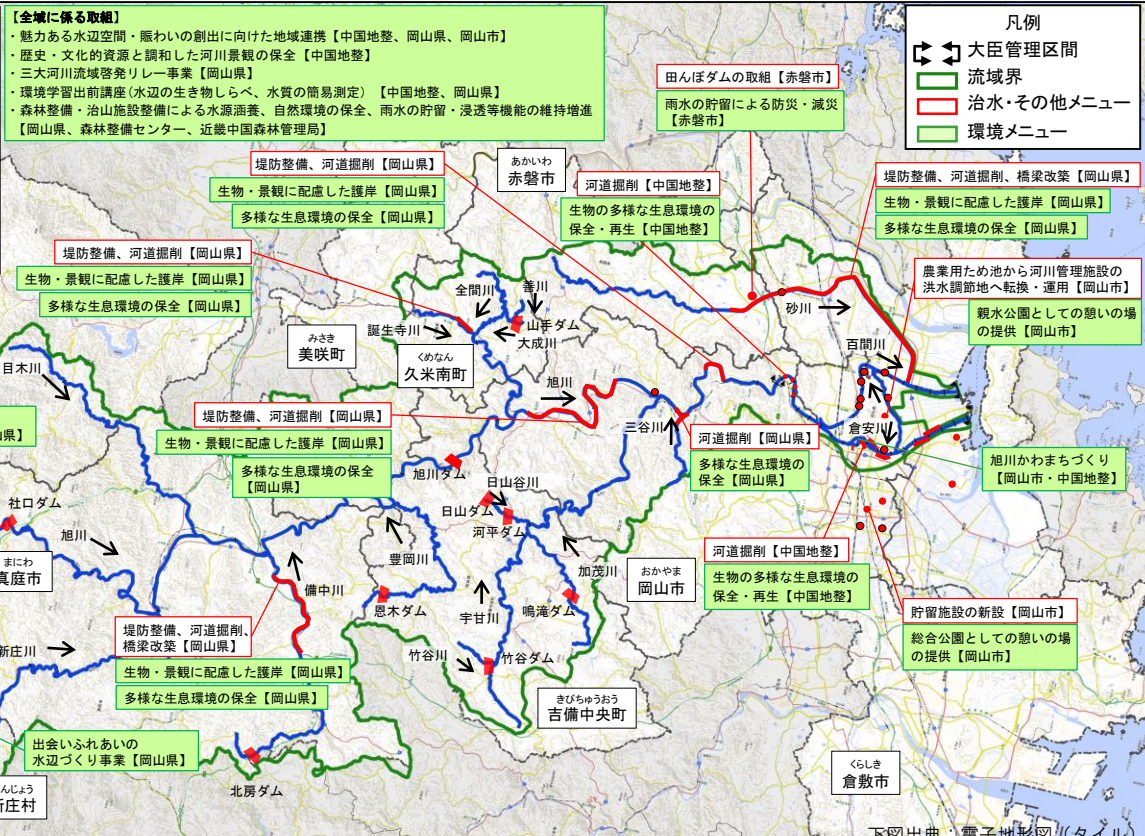 【全域に係る取組】
・魅力ある水辺空間・賑わいの創出に向けた地域連携【中国地整、岡山県、岡山市】
・歴史・文化的資源と調和した河川景観の保全【中国地整】
・三大河川流域啓発リレー事業【岡山県】
・環境学習出前講座(水辺の生き物しらべ、水質の簡易測定)【中国地整、岡山県】
・森林整備・治山施設整備による水源涵養、自然環境の保全、雨水の貯留・浸透等機能の維持増進
【岡山県、森林整備センター、近畿中国森林管理局】
凡例
大臣管理区間
流域界
治水・その他メニュー
環境メニュー
田んぼダムの取組【赤磐市】
雨水の貯留による防災・減災
【赤磐市】
堤防整備、河道掘削【岡山県】
生物・景観に配慮した護岸【岡山県】
多様な生息環境の保全【岡山県】
あかいわ
赤磐市
河道掘削【中国地整】
生物の多様な生息環境の
保全・再生【中国地整】
堤防整備、河道掘削、橋梁改築【岡山県】
生物・景観に配慮した護岸【岡山県】
多様な生息環境の保全【岡山県】
堤防整備、河道掘削【岡山県】
生物・景観に配慮した護岸【岡山県】
多様な生息環境の保全【岡山県】
農業用ため池から河川管理施設の
洪水調節地へ転換・運用【岡山市】
親水公園としての憩いの場
の提供【岡山市】
全間川
善川
誕生寺川
山手ダム
大成川
砂川
百間川
みさき
美咲町
くめなん
久米南町
目木川
旭川
堤防整備、河道掘削【岡山県】
生物・景観に配慮した護岸【岡山県】
多様な生息環境の保全
【岡山県】
三谷川
河道掘削【岡山県】
多様な生息環境の
保全【岡山県】
倉安川
旭川かわまちづくり
【岡山市・中国地整】
県】
旭川ダム
日山谷川
日山ダム
河平ダム
社口ダム
旭川
まにわ
真庭市
豊岡川
加茂川
おかやま
岡山市
河道掘削【中国地整】
生物の多様な生息環境の
保全・再生【中国地整】
備中川
恩木ダム
宇甘川
鳴滝ダム
貯留施設の新設【岡山市】
総合公園としての憩いの場
の提供【岡山市】
堤防整備、河道掘削、
橋梁改築【岡山県】
生物・景観に配慮した護岸【岡山県】
多様な生息環境の保全【岡山県】
新庄川
竹谷川
竹谷ダム
きびちゅうおう
吉備中央町
出会いふれあいの
水辺づくり事業【岡山県】
んじょう
新庄村
北房ダム
くらしき
倉敷市
下図出典：電子地形図(タイル)